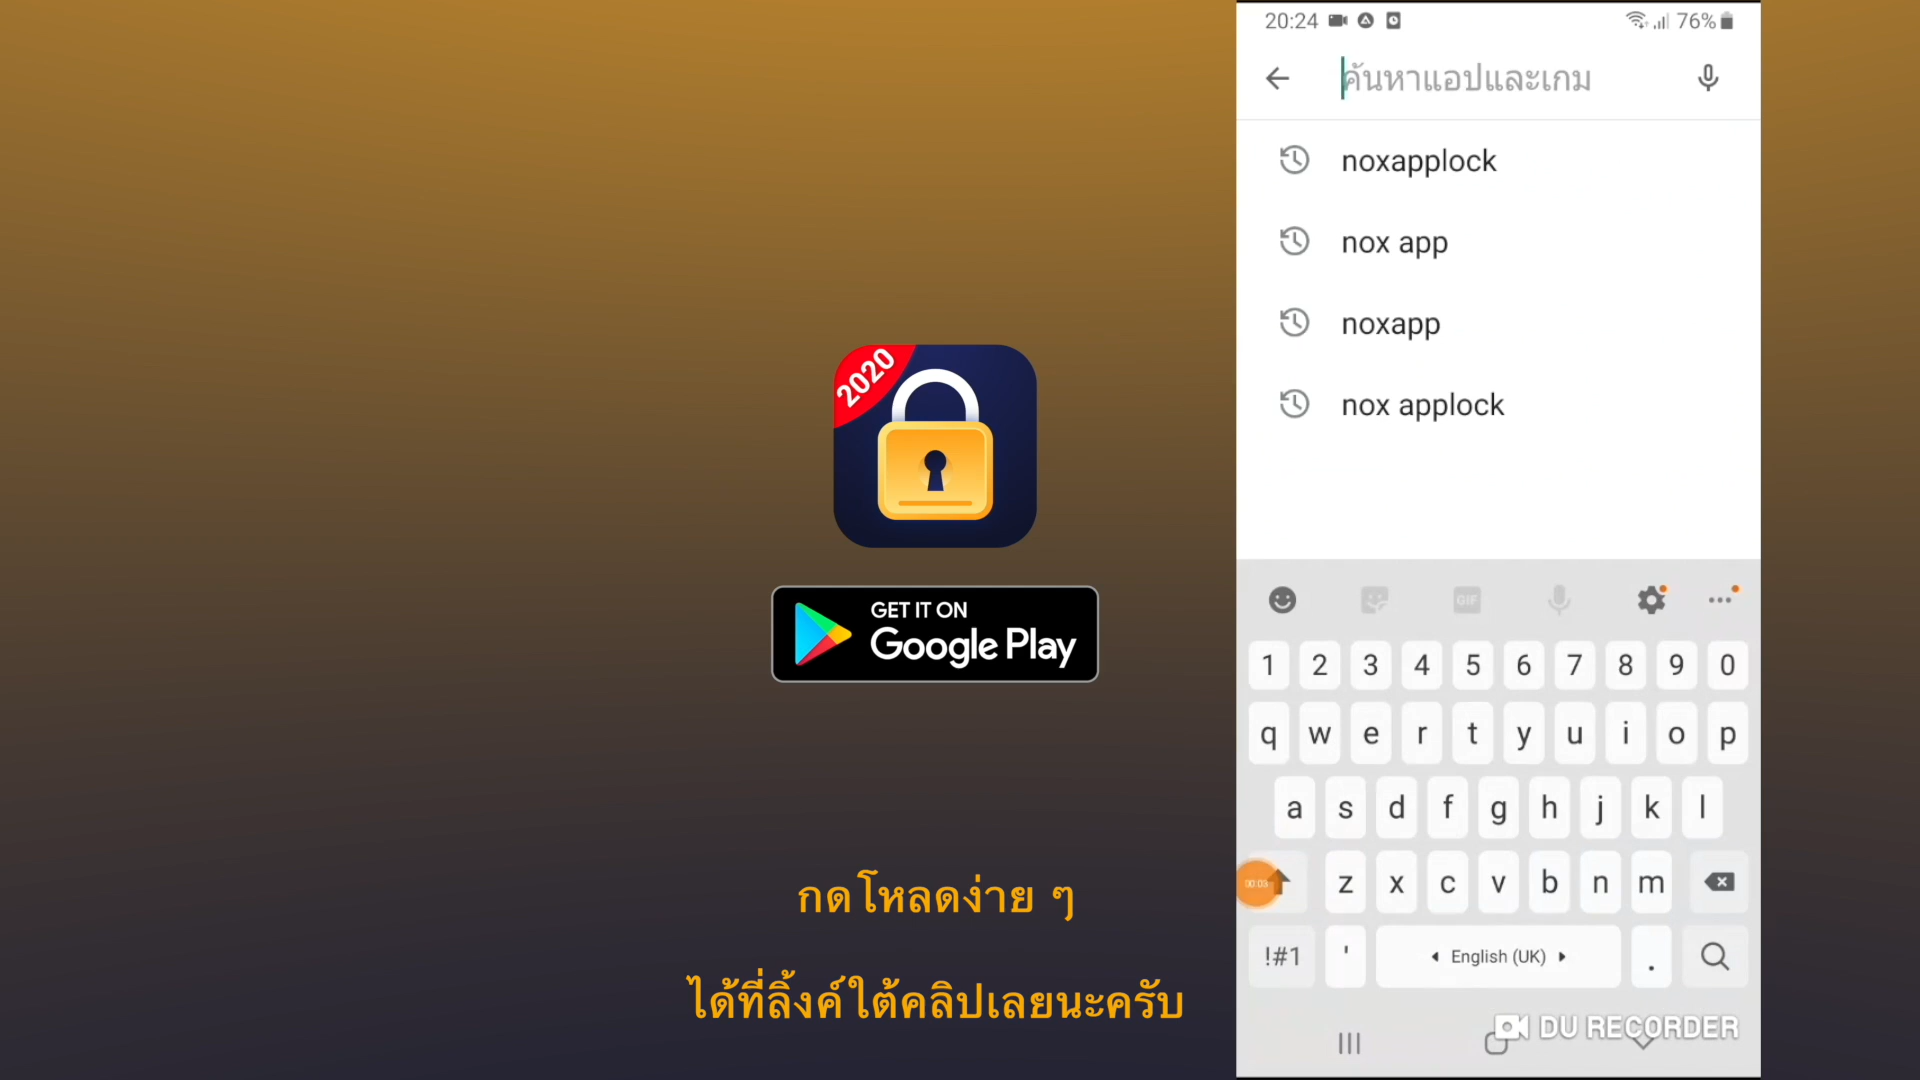 2020
GET IT ON
Google Play
กดโหลดง่าย ๆ
ได้ที่ลิ้งค์ใต้คลิปเลยนะครับ
20:24
76%
ค้นหาแอปและเกม
noxapplock
nox app
noxapp
nox applock
GIF
1 2 3 4 5 6 7 8 9 0
q w e r t y u i o p
a s d f g h j k l
00:03 z x c v b n m
!#1 ' English (UK) .
DU RECORDER